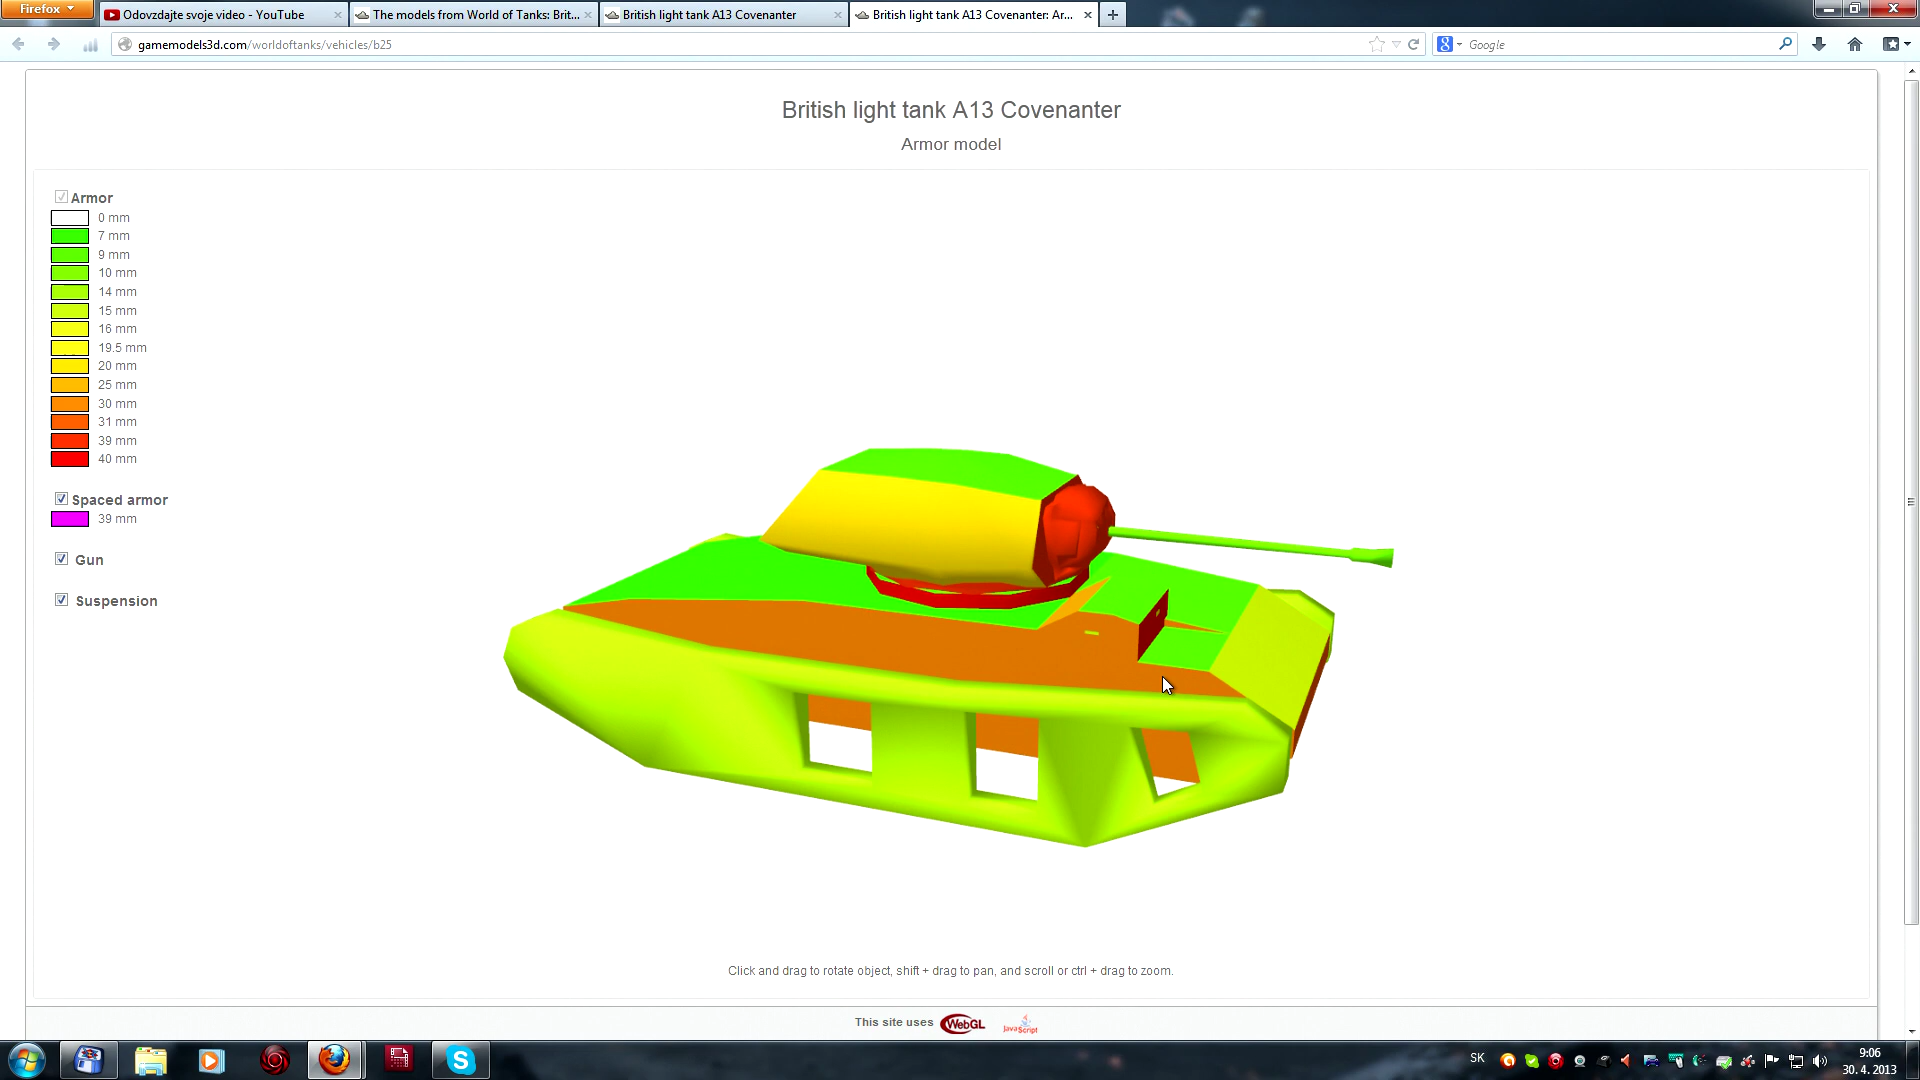 Firefox
Odovzdajte svoje video - YouTube
The models from World of Tanks: Brit...
British light tank A13 Covenanter
British light tank A13 Covenanter: Ar...
gamemodels3d.com/worldoftanks/vehicles/b25
Google
British light tank A13 Covenanter
Armor model
Armor
0 mm
7 mm
9 mm
10 mm
14 mm
15 mm
16 mm
19.5 mm
20 mm
25 mm
30 mm
31 mm
39 mm
40 mm
Spaced armor
39 mm
Gun
Suspension
Click and drag to rotate object, shift + drag to pan, and scroll or ctrl + drag to zoom.
This site uses WebGL JavaScript
SK
9:06
30. 4. 2013